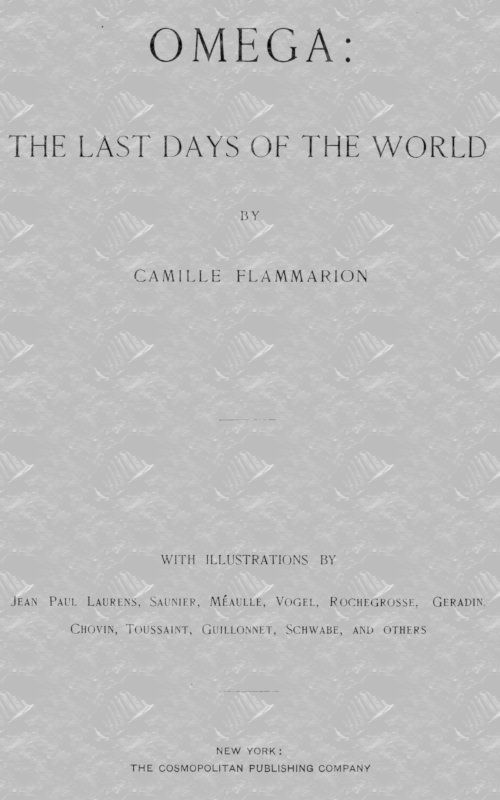 OMEGA:
THE LAST DAYS OF THE WORLD
BY
CAMILLE FLAMMARION
WITH ILLUSTRATIONS BY
JEAN PAUL LAURENS, SAUNIER, MÉAULLE, VOGEL, ROCHEGROSSE, GERADIN,
CHOVIN, TOUSSAINT, GUILLONNET, SCHWABE, AND OTHERS
NEW YORK:
THE COSMOPOLITAN PUBLISHING COMPANY